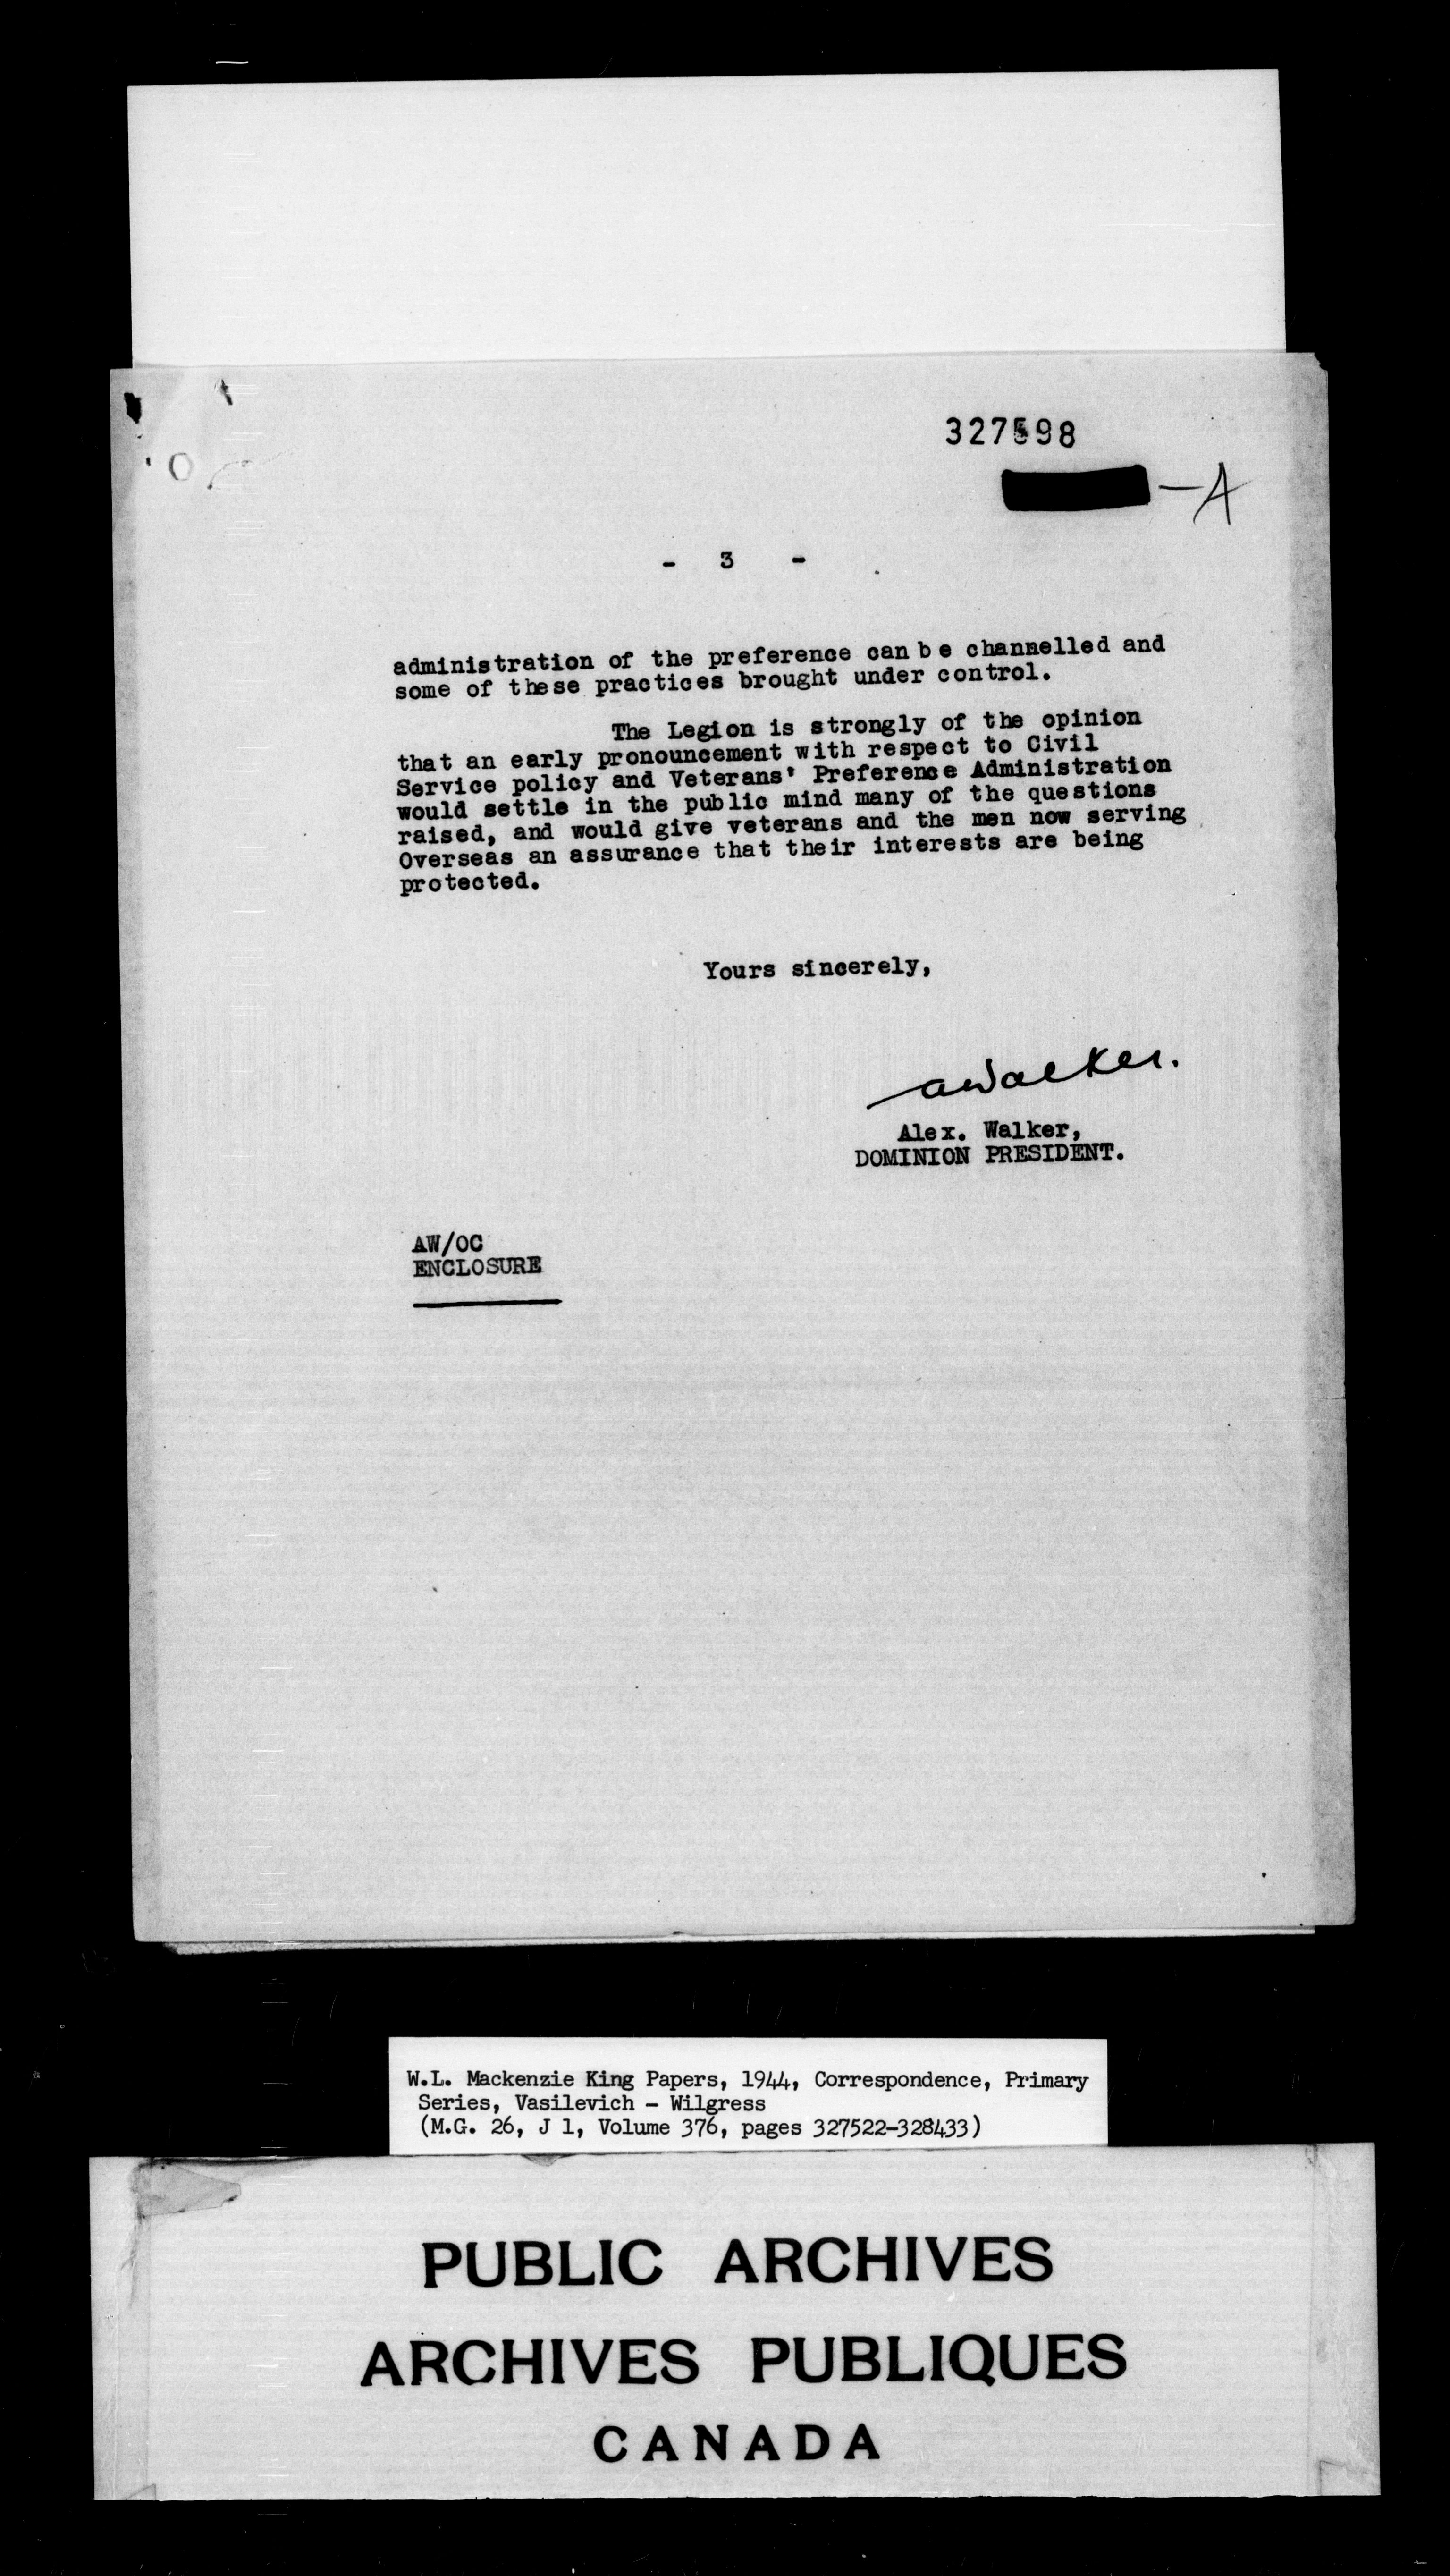 327598
-A
- 3 -
administration of the preference can be channelled and
some of these practices brought under control.
The Legion is strongly of the opinion
that an early pronouncement with respect to Civil
Service policy and Veterans' Preference Administration
would settle in the public mind many of the questions
raised, and would give veterans and the men now serving
Overseas an assurance that their interests are being
protected.
Yours sincerely,
AWalker.
Alex. Walker,
DOMINION PRESIDENT.
AW/OC
ENCLOSURE
W.L. Mackenzie King Papers, 1944, Correspondence, Primary
Series, Vasilevich - Wilgress
(M.G. 26, J 1, Volume 376, pages 327522-328433)
PUBLIC ARCHIVES
ARCHIVES PUBLIQUES
CANADA